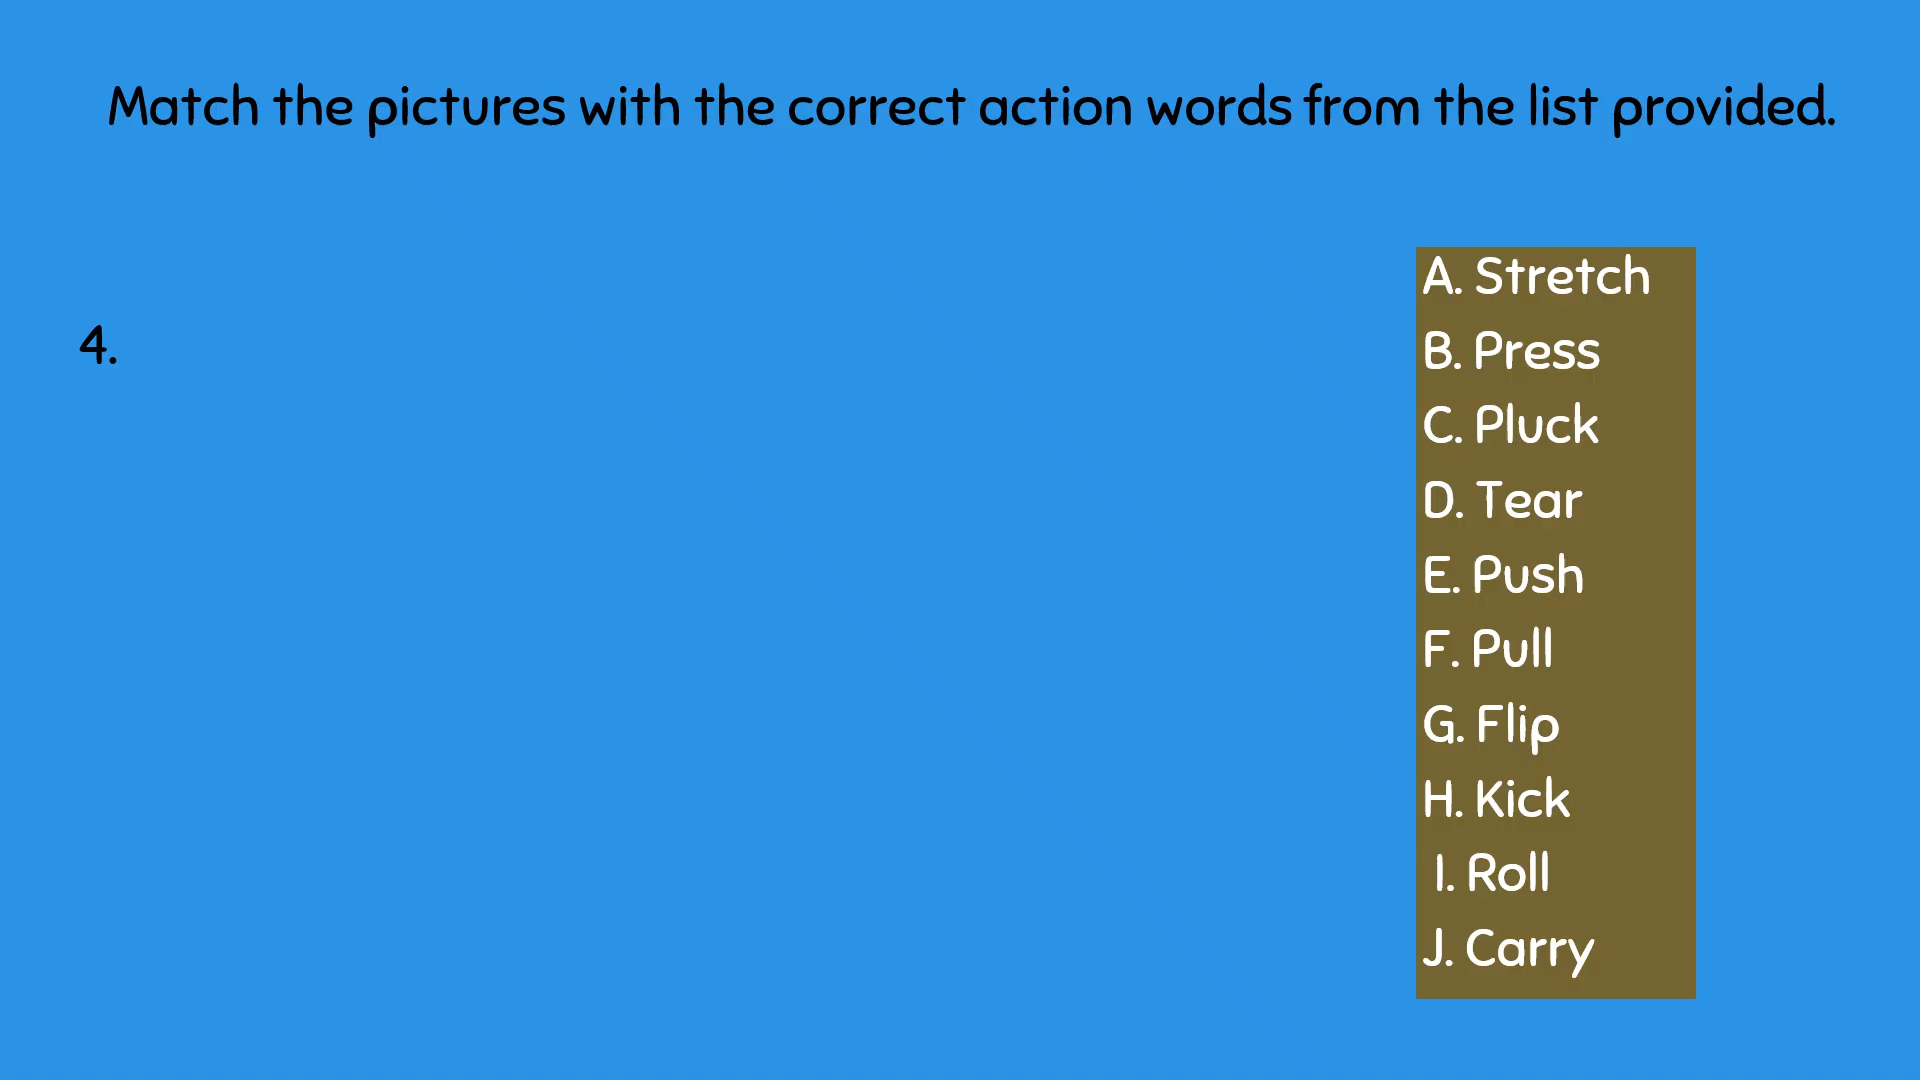 Match the pictures with the correct action words from the list provided.
4.
A. Stretch
B. Press
C. Pluck
D. Tear
E. Push
F. Pull
G. Flip
H. Kick
I. Roll
J. Carry